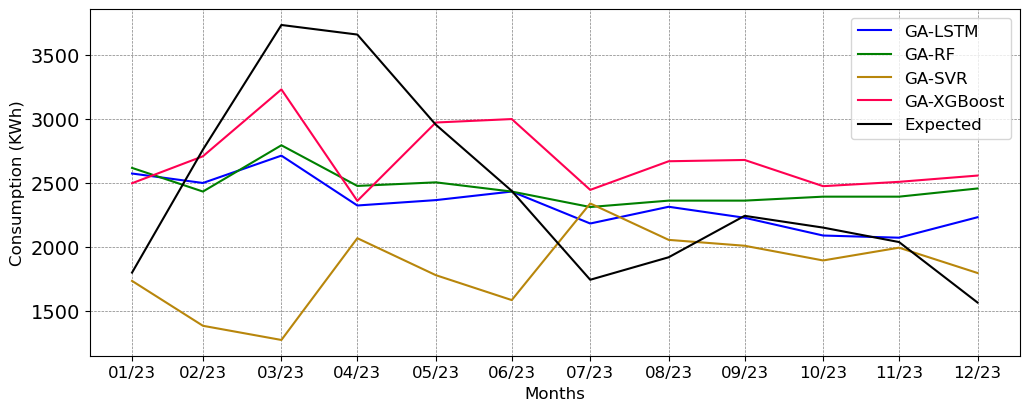 GA-LSTM
GA-RF
GA-SVR
GA-XGBoost
Expected
Consumption (KWh)
3500
3000
2500
2000
1500
01/23 02/23 03/23 04/23 05/23 06/23 07/23 08/23 09/23 10/23 11/23 12/23
Months